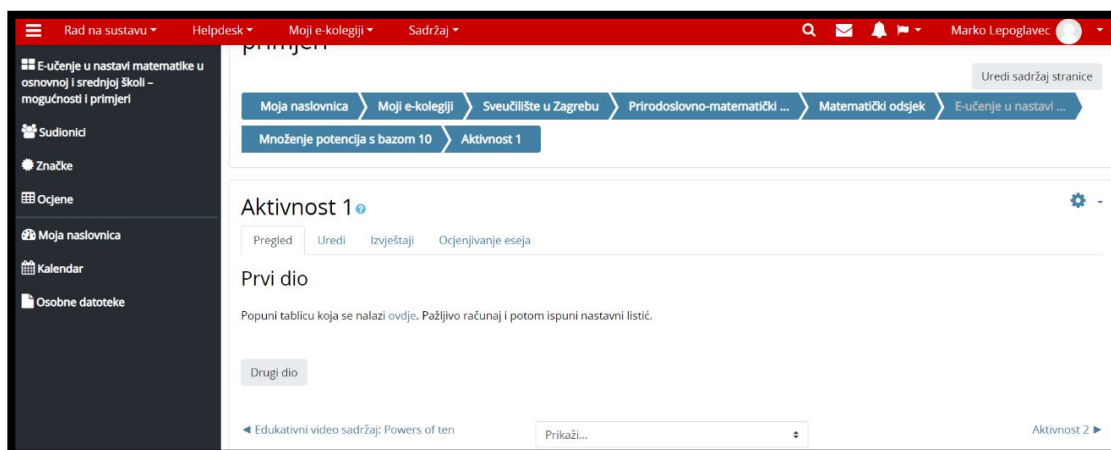 Rad na sustavu Helpdesk Moji e-kolegiji Sadržaj Marko Lepoglavec
E-učenje u nastavi matematike u
osnovnoj i srednjoj školi –
mogućnosti i primjeri
Sudionici
Značke
Ocjene
Moja naslovnica
Kalendar
Osobne datoteke
primjeri
Uredi sadržaj stranice
Moja naslovnica Moji e-kolegiji Sveučilište u Zagrebu Prirodoslovno-matematički ... Matematički odsjek E-učenje u nastavi ...
Množenje potencija s bazom 10 Aktivnost 1
Aktivnost 1
Pregled Uredi Izvještaji Ocjenjivanje eseja
Prvi dio
Popuni tablicu koja se nalazi ovdje. Pažljivo računaj i potom ispuni nastavni listić.
Drugi dio
◄ Edukativni video sadržaj: Powers of ten Prikaži... Aktivnost 2 ►